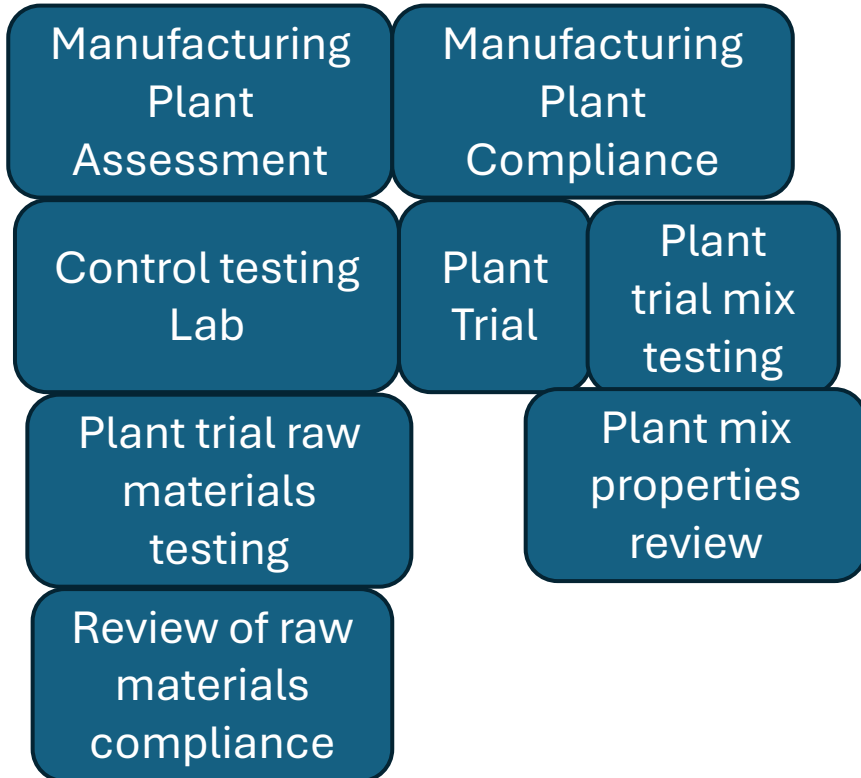 Manufacturing
Plant
Assessment
Manufacturing
Plant
Compliance
Control testing
Lab
Plant
Trial
Plant
trial mix
testing
Plant trial raw
materials
testing
Plant mix
properties
review
Review of raw
materials
compliance